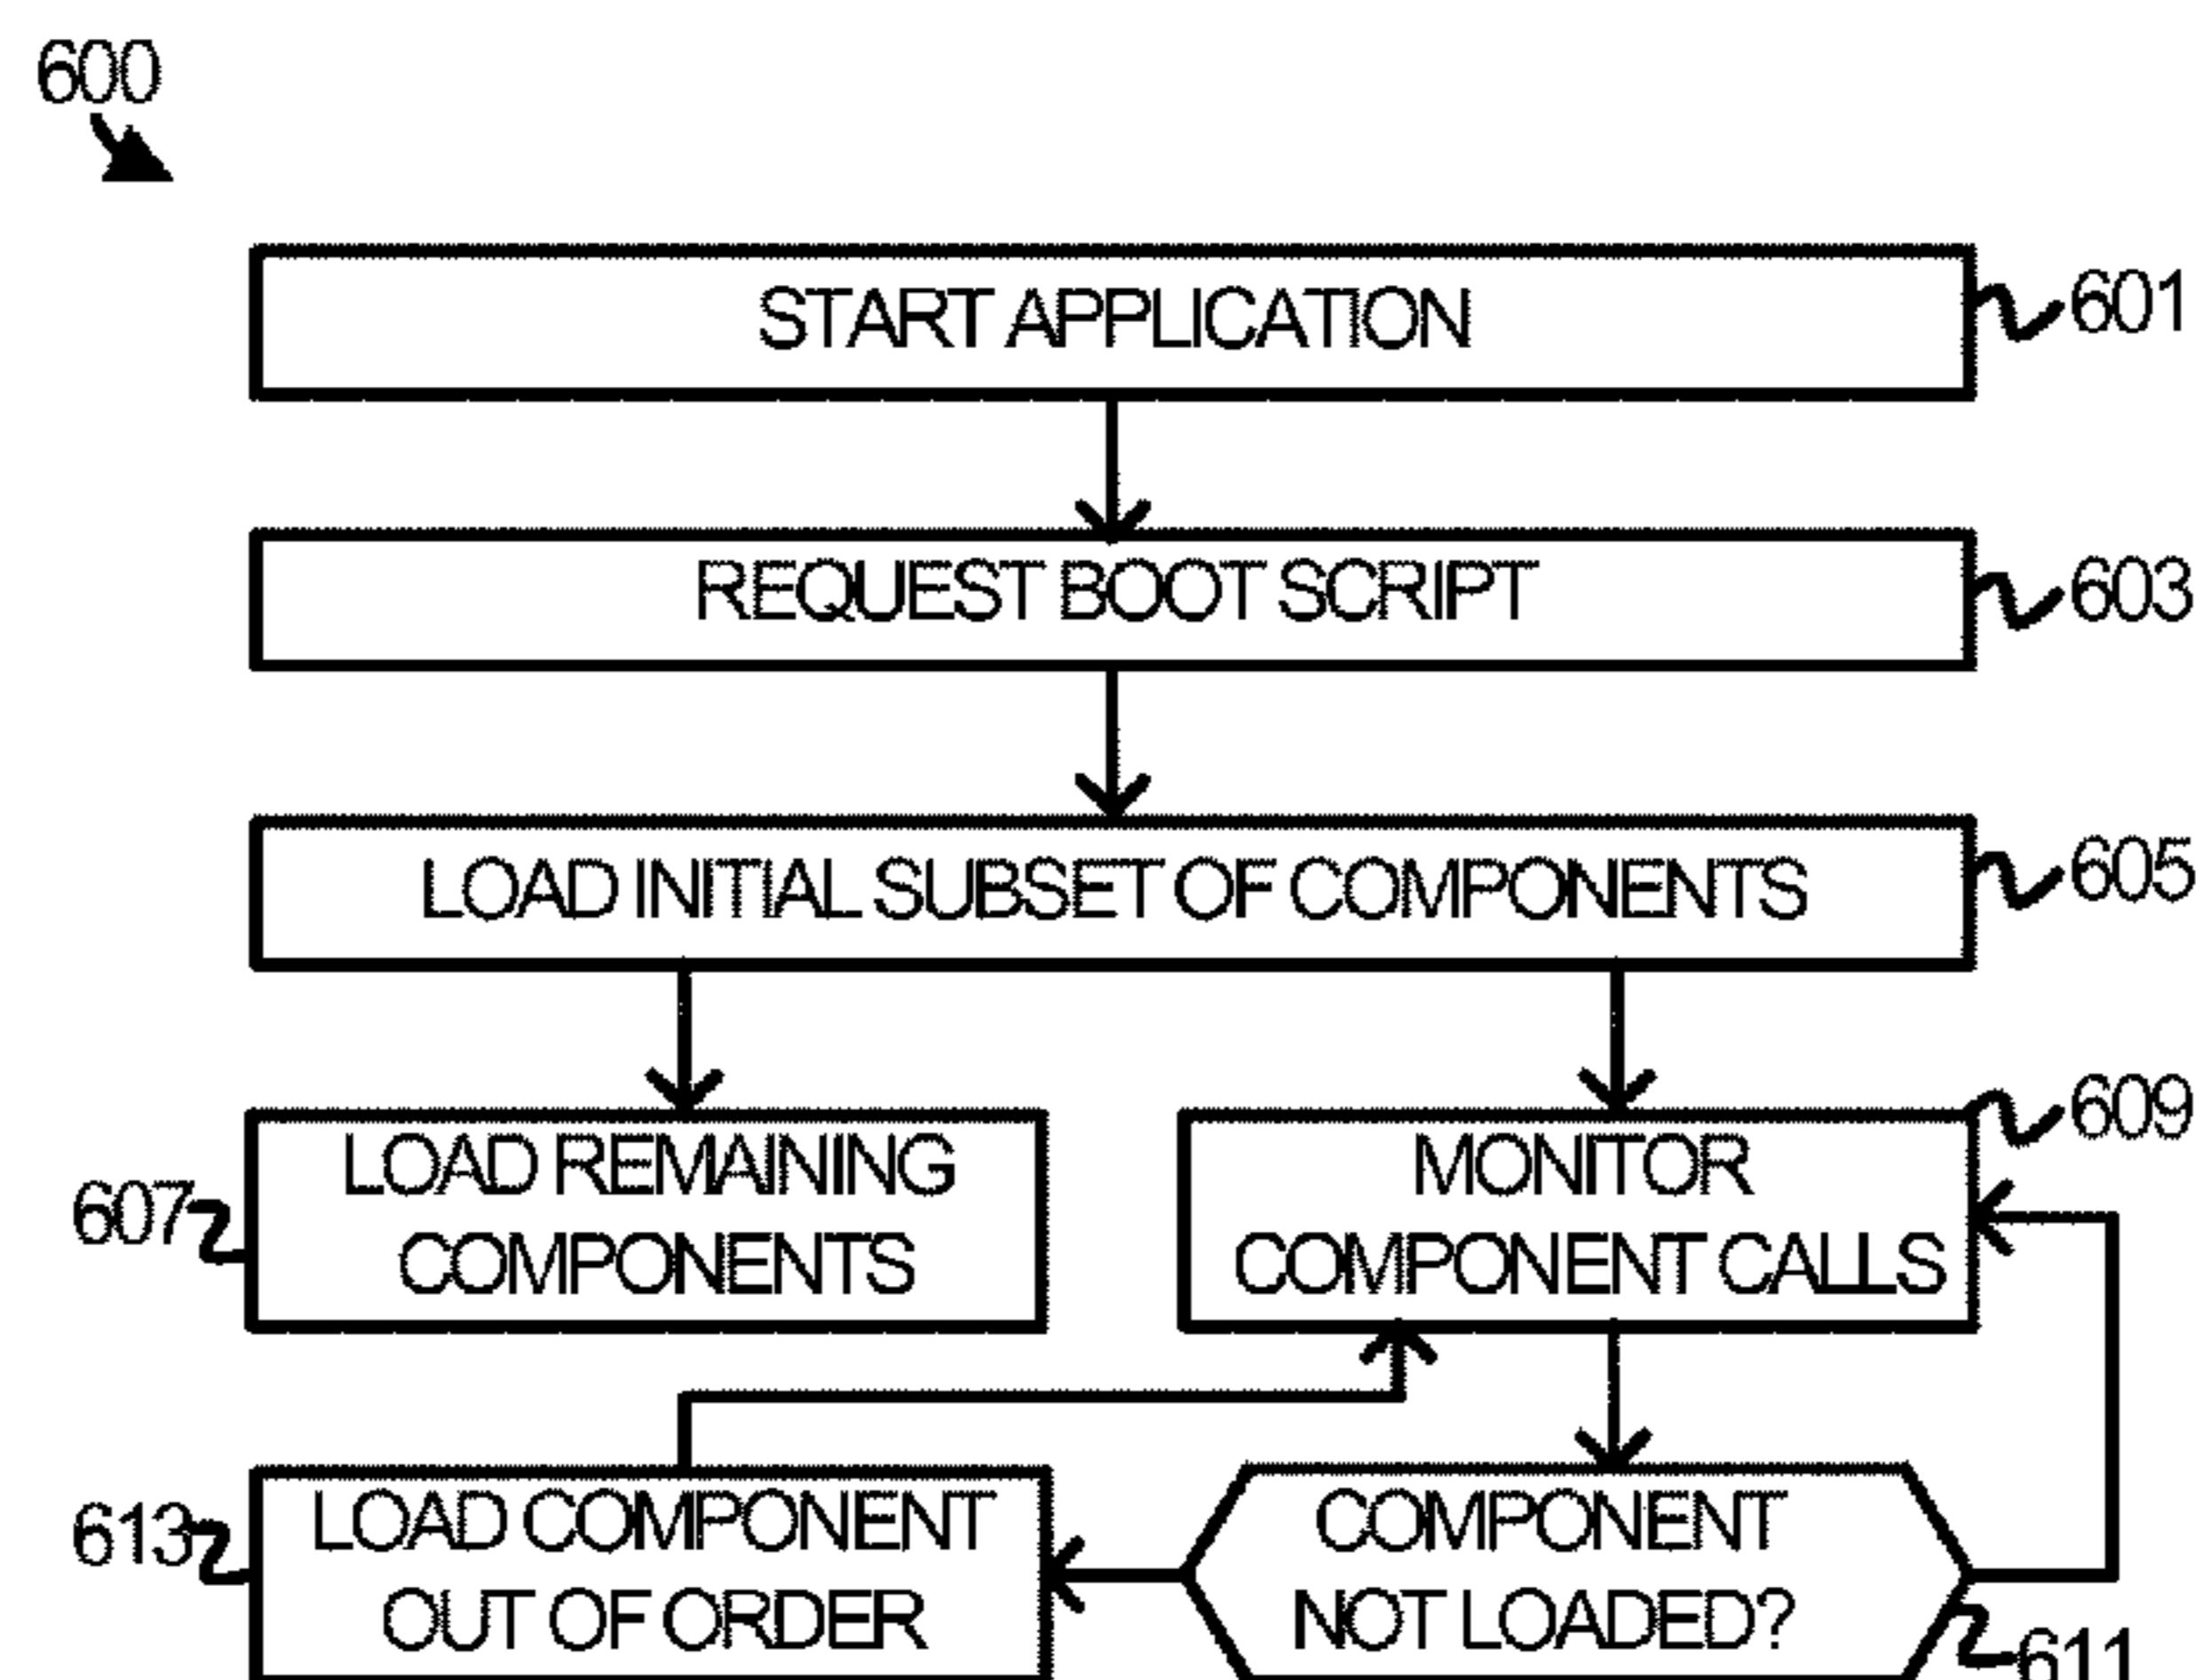 600
START APPLICATION
601
REQUEST BOOT SCRIPT
603
LOAD INITIAL SUBSET OF COMPONENTS
605
LOAD REMAINING
COMPONENTS
607
MONITOR
COMPONENT CALLS
609
LOAD COMPONENT
OUT OF ORDER
613
COMPONENT
NOT LOADED?
611